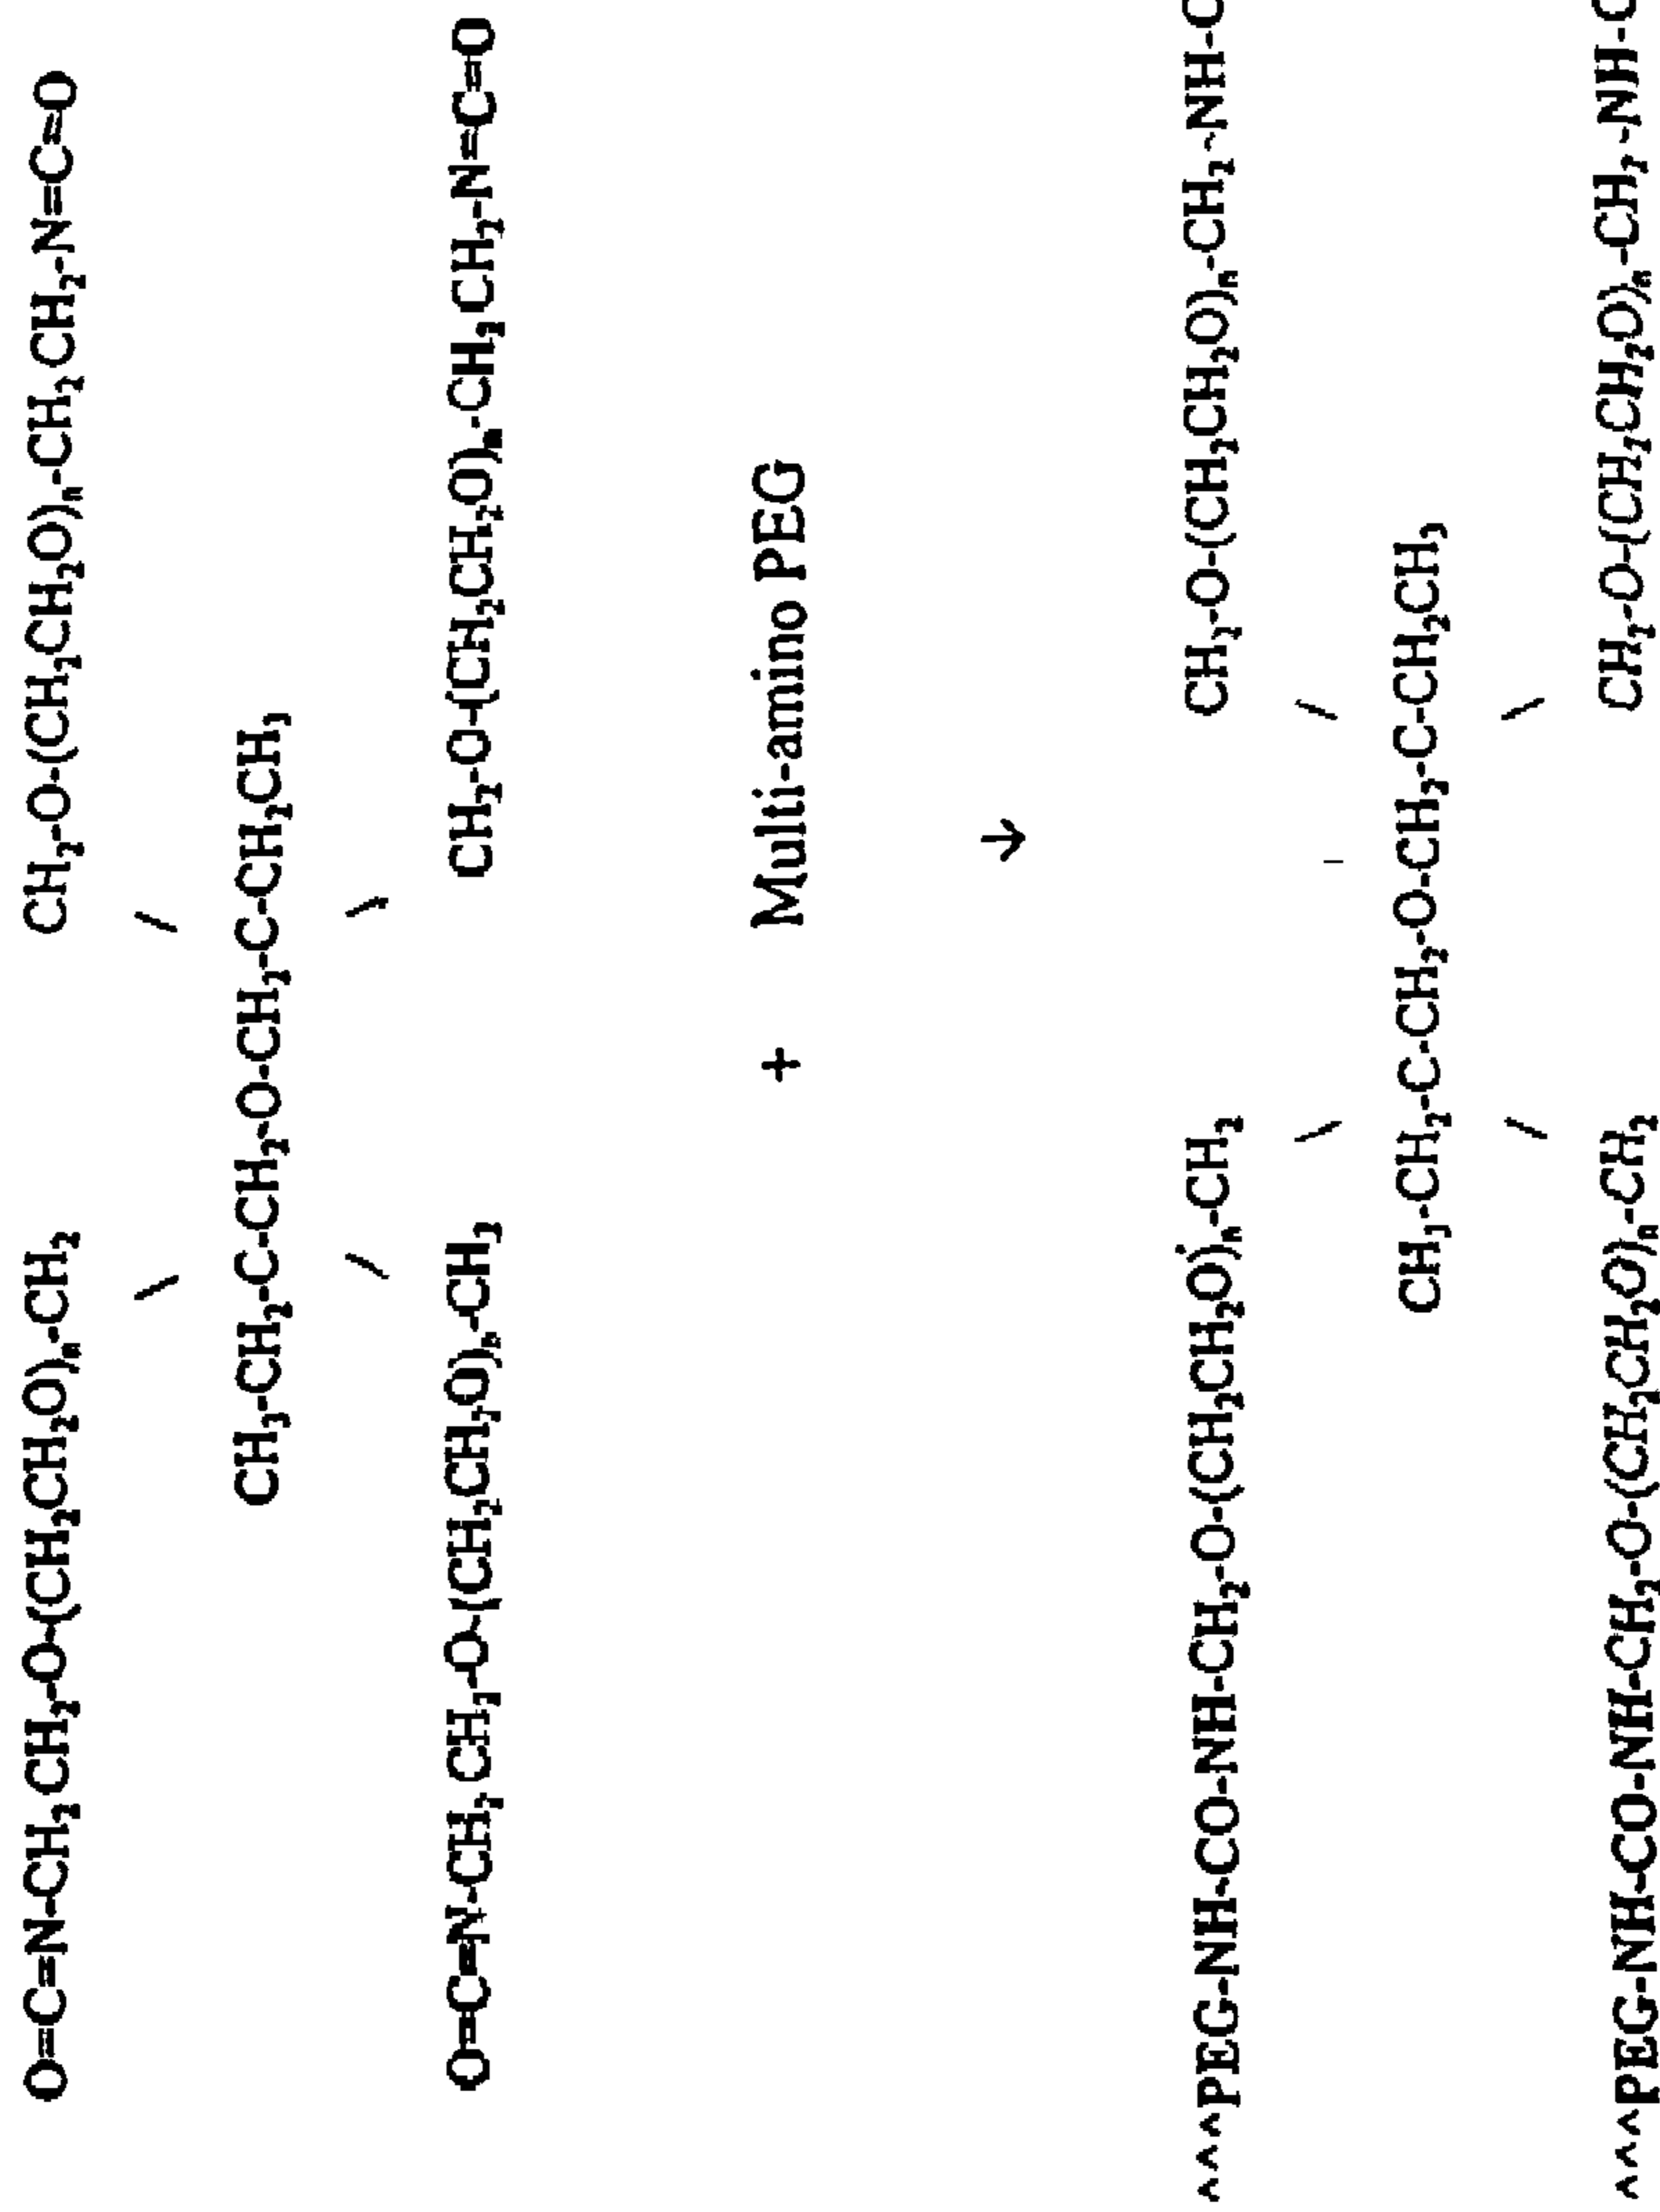 O=C=N-CH₂CH₂-O-(CH₂CH₂O)ₙ-CH₂ CH₂-O-(CH₂CH₂O)ₙ-CH₂CH₂-N=C=O
CH₃-CH₂-C-CH₂-O-CH₂-C-CH₂CH₃
O=C=N-CH₂CH₂-O-(CH₂CH₂O)ₙ-CH₂ CH₂-O-(CH₂CH₂O)ₙ-CH₂CH₂-N=C=O
+ Multi-amino PEG
→
^^^PEG-NH-CO-NH-CH₂-O-(CH₂CH₂O)ₙ-CH₂ CH₂-O-(CH₂CH₂O)ₙ-CH₂-NH-C
CH₃-CH₂-C-CH₂-O-CH₂-C-CH₂CH₃
^^^PEG-NH-CO-NH-CH₂-O-(CH₂CH₂O)ₙ-CH₂ CH₂-O-(CH₂CH₂O)ₙ-CH₂-NH-C